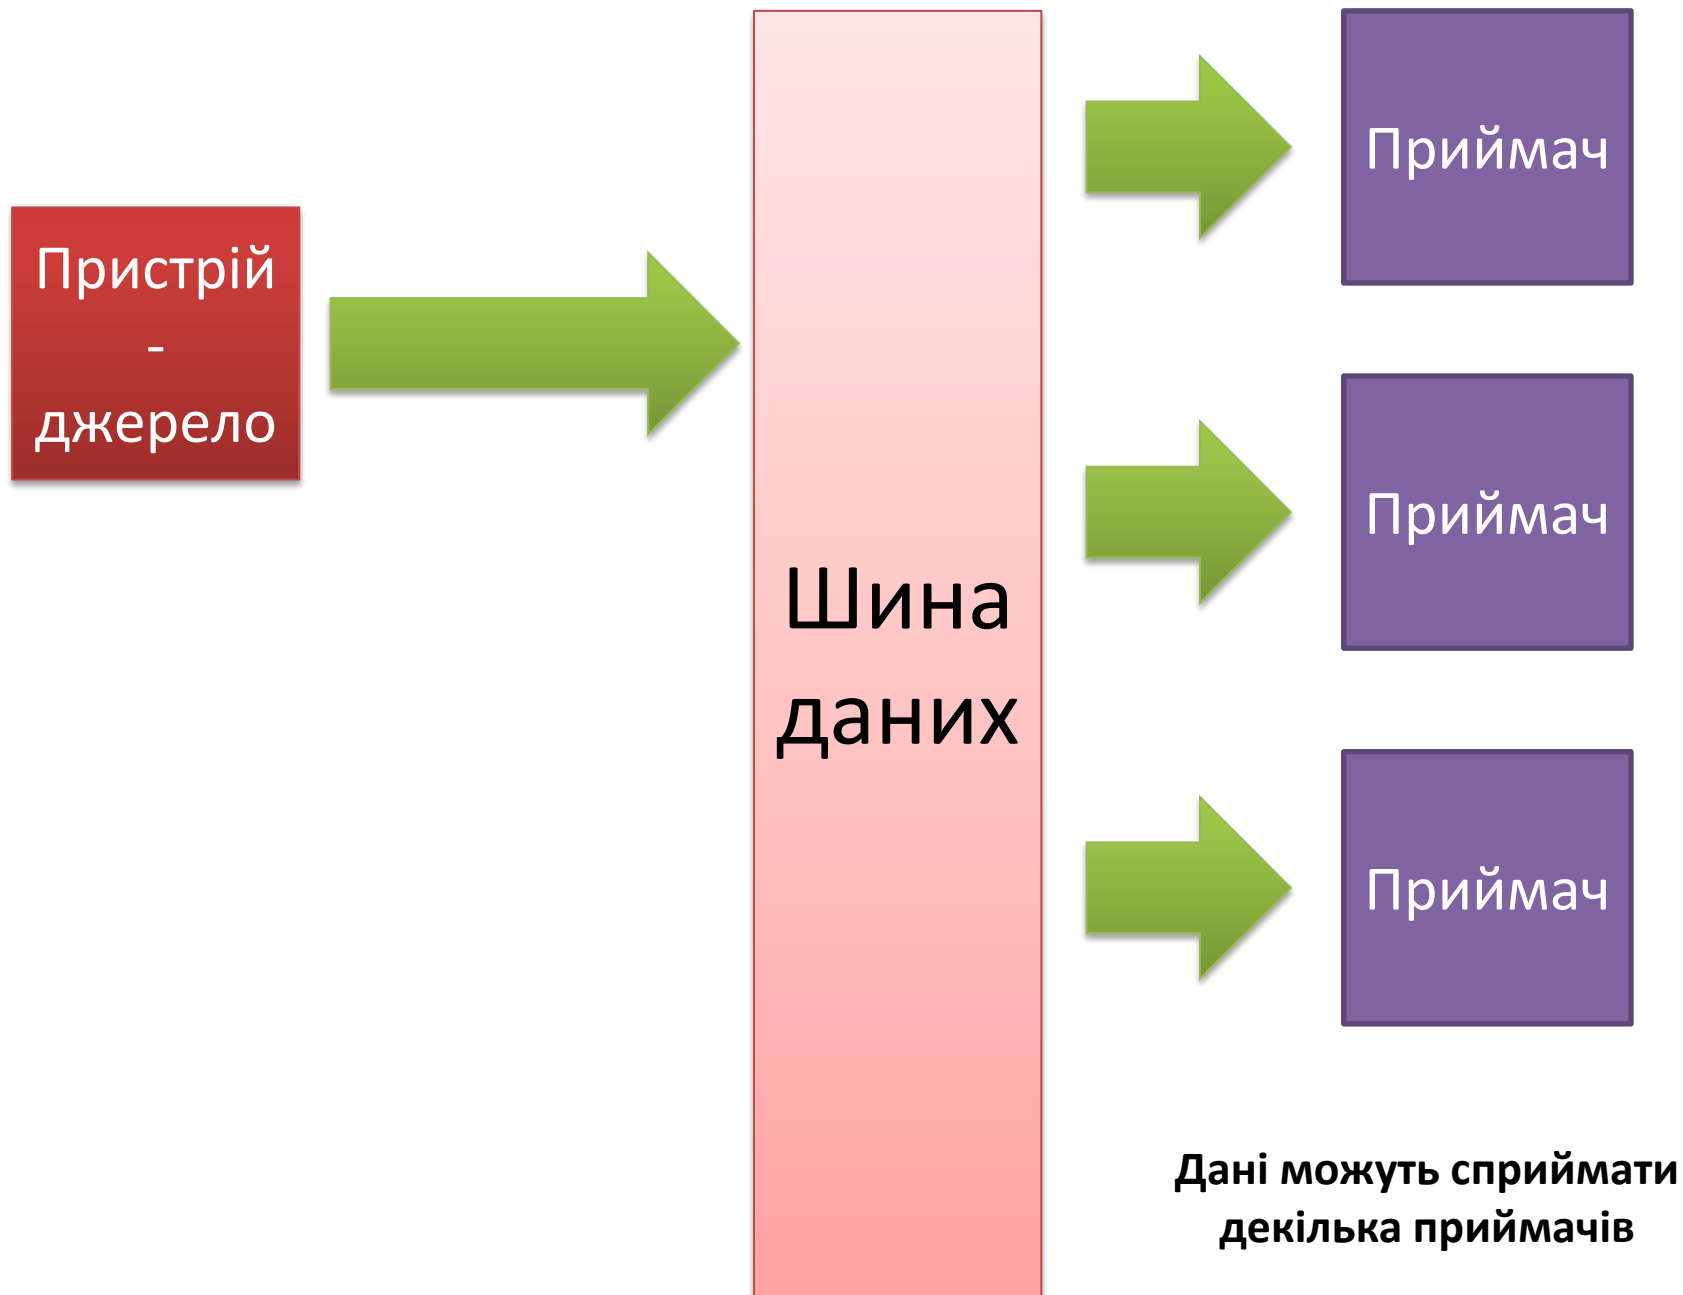 Пристрій
-
джерело
Шина
даних
Приймач
Приймач
Приймач
Дані можуть сприймати
декілька приймачів